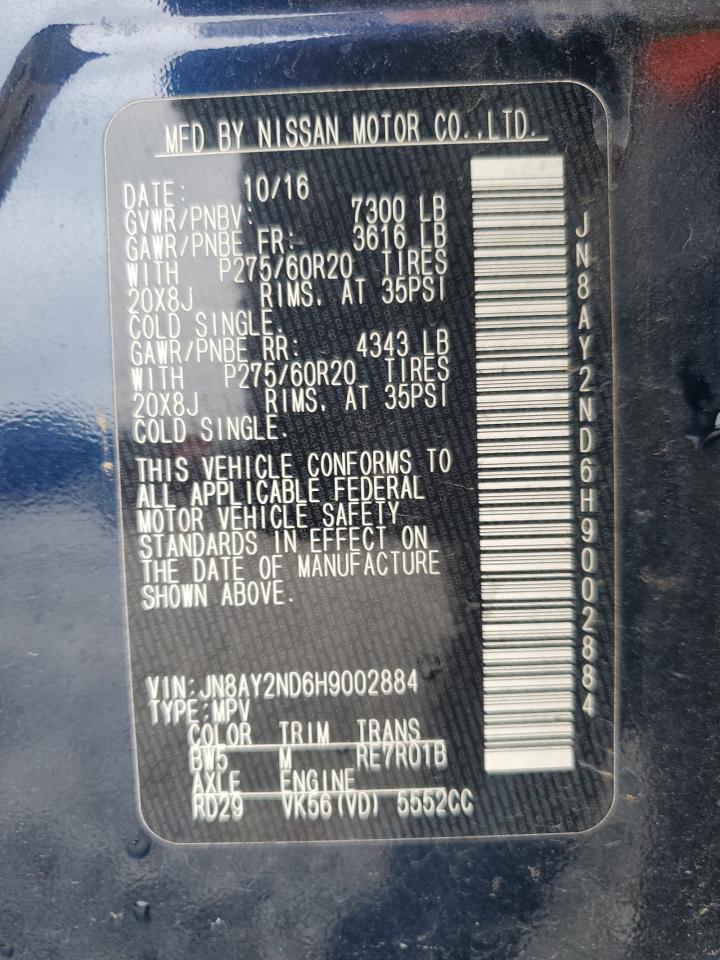 MFD BY NISSAN MOTOR CO.,LTD.
DATE: 10/16
GVWR/PNBV: 7300 LB
GAWR/PNBE FR: 3616 LB
WITH P275/60R20 TIRES
20X8J RIMS, AT 35PSI
COLD SINGLE.
GAWR/PNBE RR: 4343 LB
WITH P275/60R20 TIRES
20X8J RIMS, AT 35PSI
COLD SINGLE.
THIS VEHICLE CONFORMS TO
ALL APPLICABLE FEDERAL
MOTOR VEHICLE SAFETY
STANDARDS IN EFFECT ON
THE DATE OF MANUFACTURE
SHOWN ABOVE.
VIN:JN8AY2ND6H9002884
TYPE:MPV
COLOR TRIM TRANS
BW5 M RE7R01B
AXLE ENGINE
RD29 VK56(VD) 5552CC
JN8AY2ND6H9002884